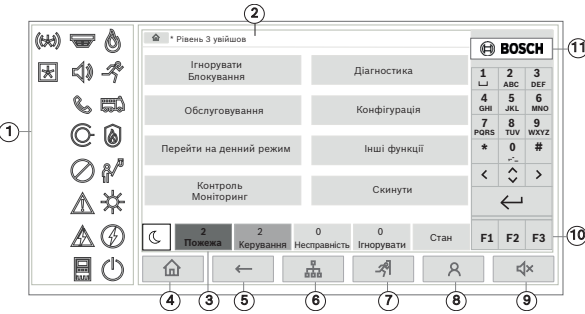 2
* Рівень 3 увійшов
BOSCH
11
Ігнорувати
Блокування
Діагностика
Обслуговування
Конфігурація
Перейти на денний режим
Інші функції
Контроль
Моніторинг
Скинути
1
1 2 3
ABC DEF
4 5 6
GHI JKL MNO
7 8 9
PQRS TUV WXYZ
* 0 #
2 2 0 0
Пожежа Керування Несправність Ігнорувати Стан
F1 F2 F3
10
4 3 5 6 7 8 9